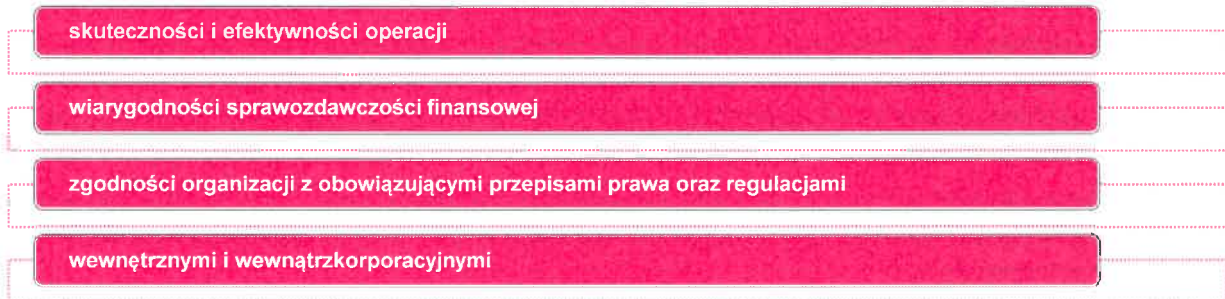 skuteczności i efektywności operacji
wiarygodności sprawozdawczości finansowej
zgodności organizacji z obowiązującymi przepisami prawa oraz regulacjami
wewnętrznymi i wewnątrzkorporacyjnymi